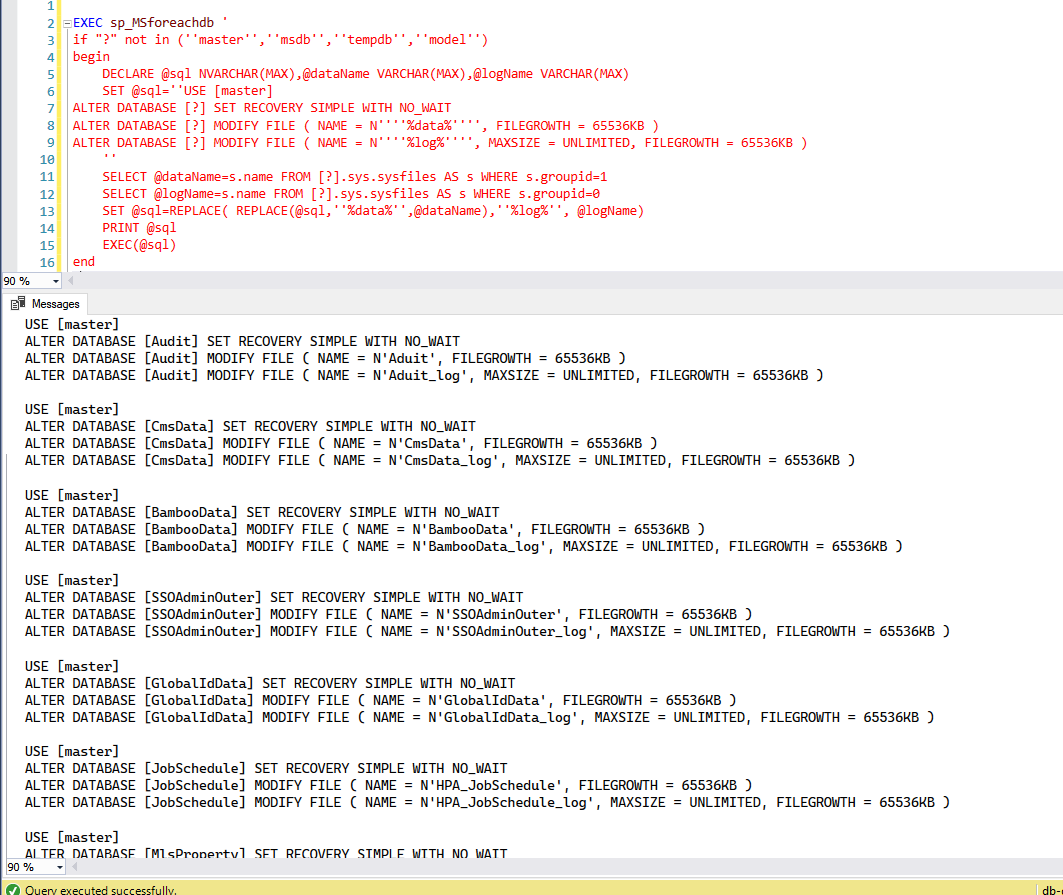 1
2 EXEC sp_MSforeachdb '
3 if "?" not in (''master'',''msdb'',''tempdb'',''model'')
4 begin
5 DECLARE @sql NVARCHAR(MAX),@dataName VARCHAR(MAX),@logName VARCHAR(MAX)
6 SET @sql=''USE [master]
7 ALTER DATABASE [?] SET RECOVERY SIMPLE WITH NO_WAIT
8 ALTER DATABASE [?] MODIFY FILE ( NAME = N''''%data%'''', FILEGROWTH = 65536KB )
9 ALTER DATABASE [?] MODIFY FILE ( NAME = N''''%log%'''', MAXSIZE = UNLIMITED, FILEGROWTH = 65536KB )
10 ''
11 SELECT @dataName=s.name FROM [?].sys.sysfiles AS s WHERE s.groupid=1
12 SELECT @logName=s.name FROM [?].sys.sysfiles AS s WHERE s.groupid=0
13 SET @sql=REPLACE( REPLACE(@sql,''%data%'',@dataName),''%log%'', @logName)
14 PRINT @sql
15 EXEC(@sql)
16 end
90 %
Messages
USE [master]
ALTER DATABASE [Audit] SET RECOVERY SIMPLE WITH NO_WAIT
ALTER DATABASE [Audit] MODIFY FILE ( NAME = N'Aduit', FILEGROWTH = 65536KB )
ALTER DATABASE [Audit] MODIFY FILE ( NAME = N'Aduit_log', MAXSIZE = UNLIMITED, FILEGROWTH = 65536KB )
USE [master]
ALTER DATABASE [CmsData] SET RECOVERY SIMPLE WITH NO_WAIT
ALTER DATABASE [CmsData] MODIFY FILE ( NAME = N'CmsData', FILEGROWTH = 65536KB )
ALTER DATABASE [CmsData] MODIFY FILE ( NAME = N'CmsData_log', MAXSIZE = UNLIMITED, FILEGROWTH = 65536KB )
USE [master]
ALTER DATABASE [BambooData] SET RECOVERY SIMPLE WITH NO_WAIT
ALTER DATABASE [BambooData] MODIFY FILE ( NAME = N'BambooData', FILEGROWTH = 65536KB )
ALTER DATABASE [BambooData] MODIFY FILE ( NAME = N'BambooData_log', MAXSIZE = UNLIMITED, FILEGROWTH = 65536KB )
USE [master]
ALTER DATABASE [SSOAdminOuter] SET RECOVERY SIMPLE WITH NO_WAIT
ALTER DATABASE [SSOAdminOuter] MODIFY FILE ( NAME = N'SSOAdminOuter', FILEGROWTH = 65536KB )
ALTER DATABASE [SSOAdminOuter] MODIFY FILE ( NAME = N'SSOAdminOuter_log', MAXSIZE = UNLIMITED, FILEGROWTH = 65536KB )
USE [master]
ALTER DATABASE [GlobalIdData] SET RECOVERY SIMPLE WITH NO_WAIT
ALTER DATABASE [GlobalIdData] MODIFY FILE ( NAME = N'GlobalIdData', FILEGROWTH = 65536KB )
ALTER DATABASE [GlobalIdData] MODIFY FILE ( NAME = N'GlobalIdData_log', MAXSIZE = UNLIMITED, FILEGROWTH = 65536KB )
USE [master]
ALTER DATABASE [JobSchedule] SET RECOVERY SIMPLE WITH NO_WAIT
ALTER DATABASE [JobSchedule] MODIFY FILE ( NAME = N'HPA_JobSchedule', FILEGROWTH = 65536KB )
ALTER DATABASE [JobSchedule] MODIFY FILE ( NAME = N'HPA_JobSchedule_log', MAXSIZE = UNLIMITED, FILEGROWTH = 65536KB )
USE [master]
ALTER DATABASE [MlsProperty] SET RECOVERY SIMPLE WITH NO_WAIT
90 %
Query executed successfully.